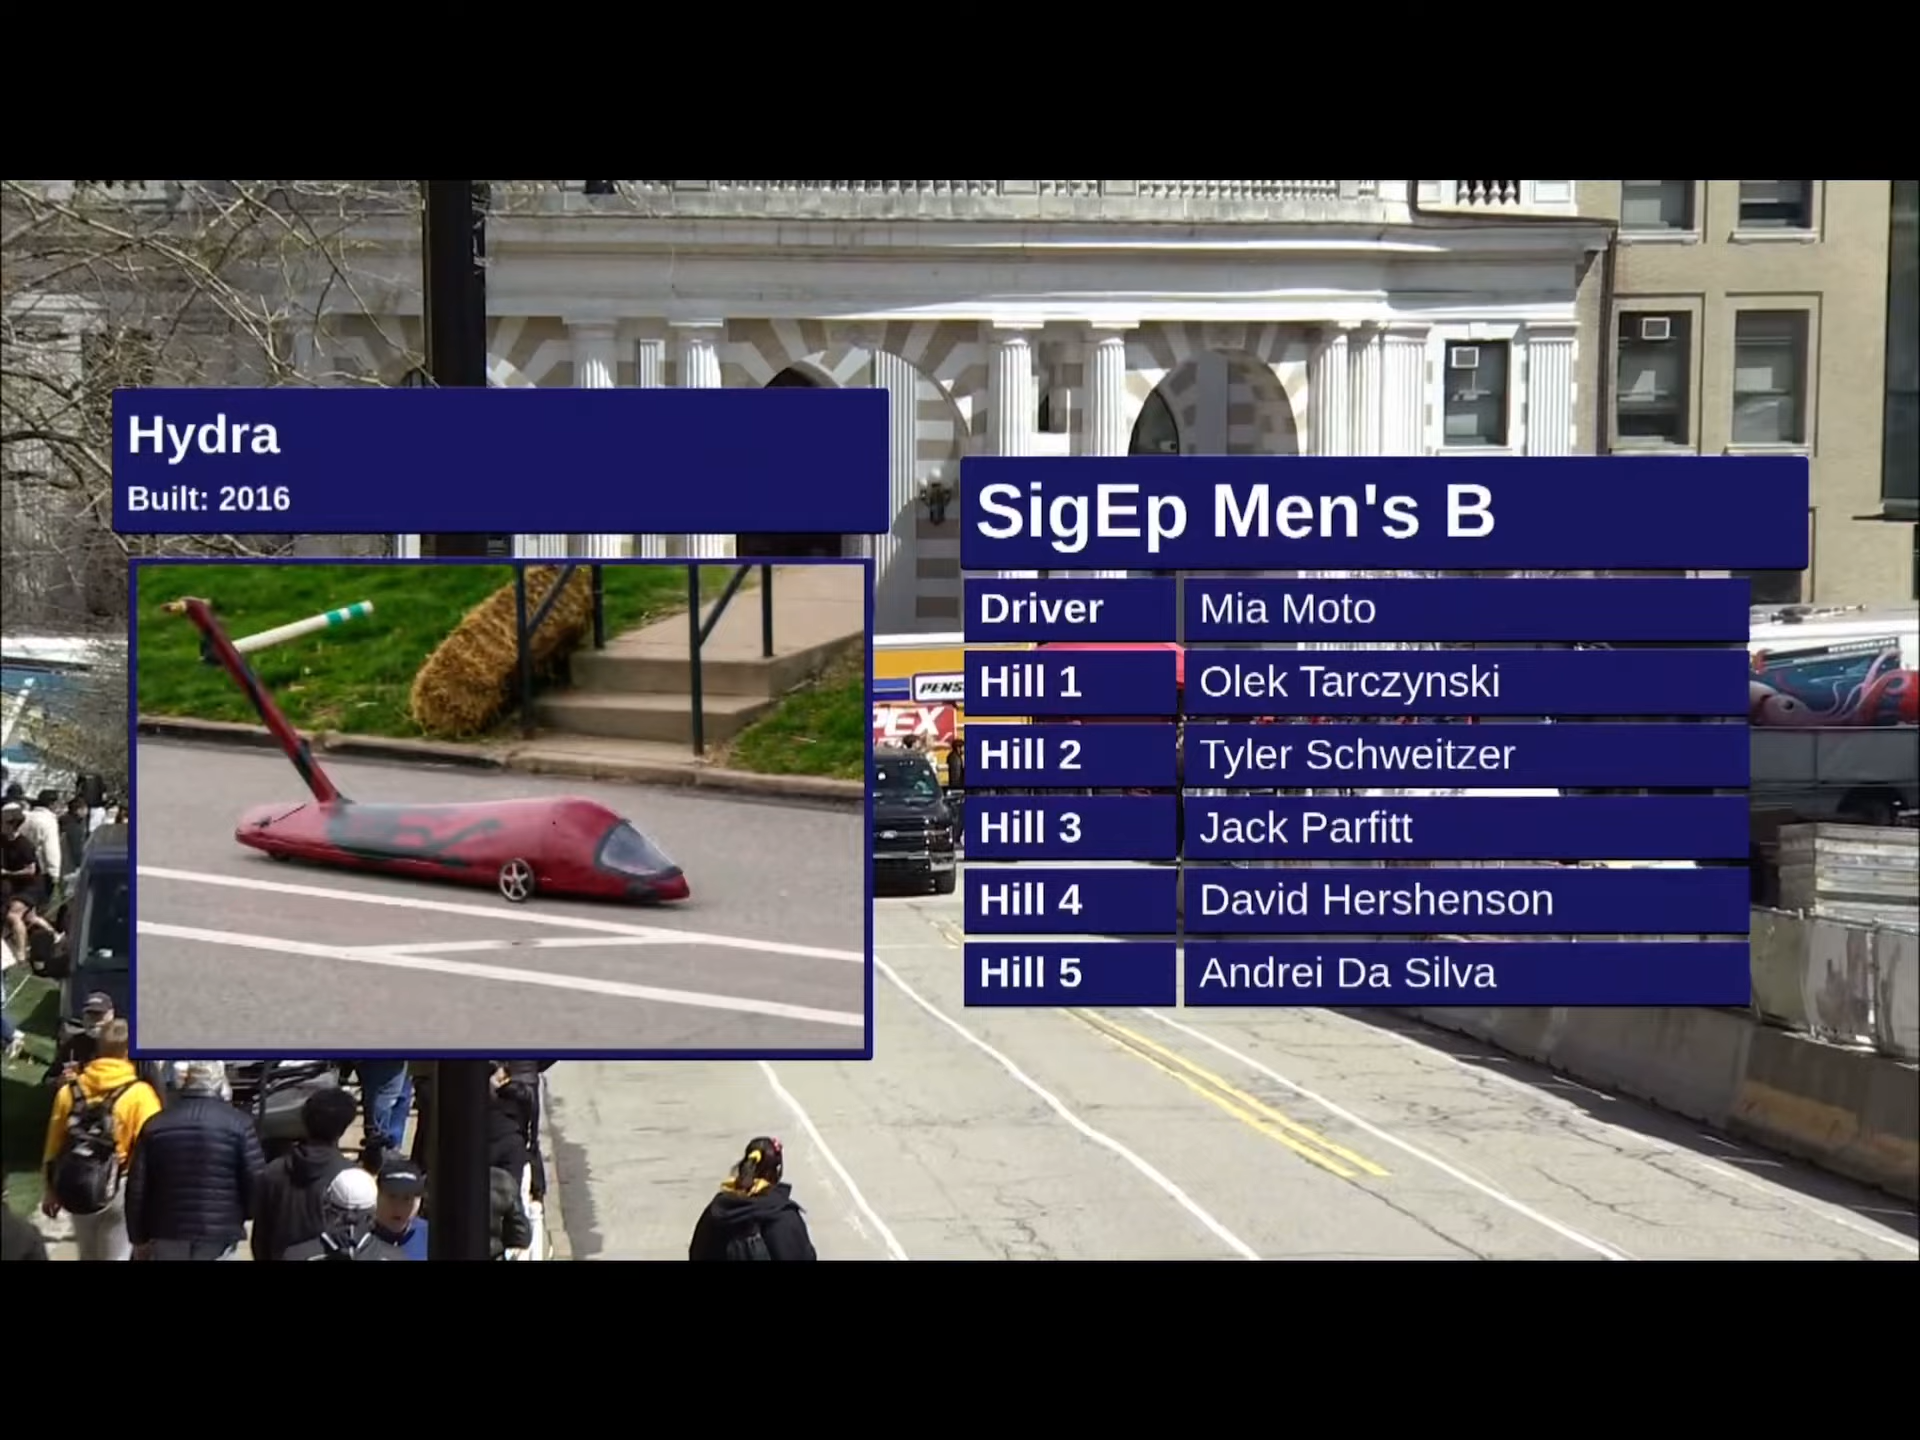 Hydra
Built: 2016
SigEp Men's B
Driver Mia Moto
Hill 1 Olek Tarczynski
Hill 2 Tyler Schweitzer
Hill 3 Jack Parfitt
Hill 4 David Hershenson
Hill 5 Andrei Da Silva